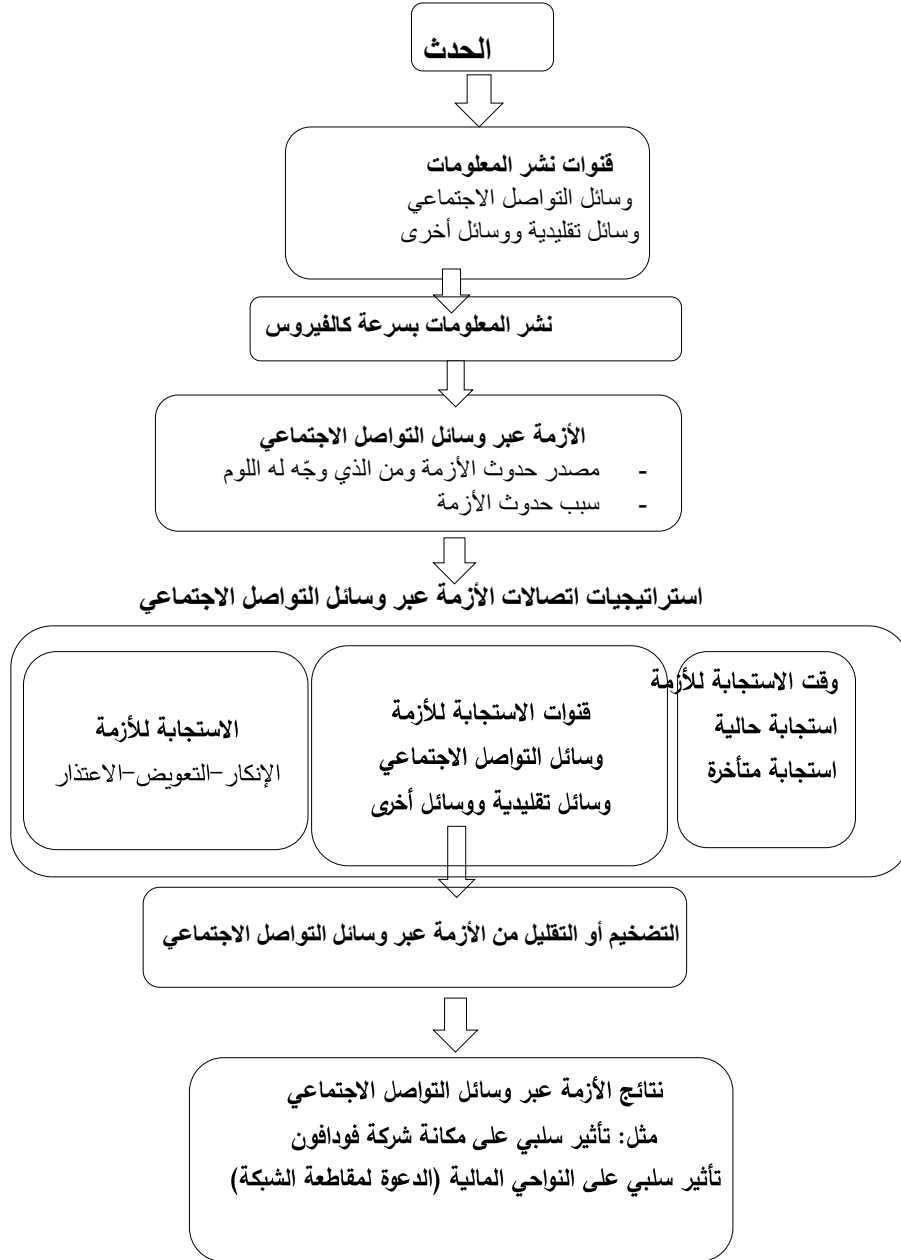 الحدث
قنوات نشر المعلومات
وسائل التواصل الاجتماعي
وسائل تقليدية ووسائل أخرى
نشر المعلومات بسرعة كالفيروس
الأزمة عبر وسائل التواصل الاجتماعي
- مصدر حدوث الأزمة ومن الذي وجّه له اللوم
- سبب حدوث الأزمة
استراتيجيات اتصالات الأزمة عبر وسائل التواصل الاجتماعي
وقت الاستجابة للأزمة
استجابة حالية
استجابة متأخرة
قنوات الاستجابة للأزمة
وسائل التواصل الاجتماعي
وسائل تقليدية ووسائل أخرى
الاستجابة للأزمة
الإنكار-التعويض-الاعتذار
التضخيم أو التقليل من الأزمة عبر وسائل التواصل الاجتماعي
نتائج الأزمة عبر وسائل التواصل الاجتماعي
مثل: تأثير سلبي على مكانة شركة فودافون
تأثير سلبي على النواحي المالية (الدعوة لمقاطعة الشبكة)